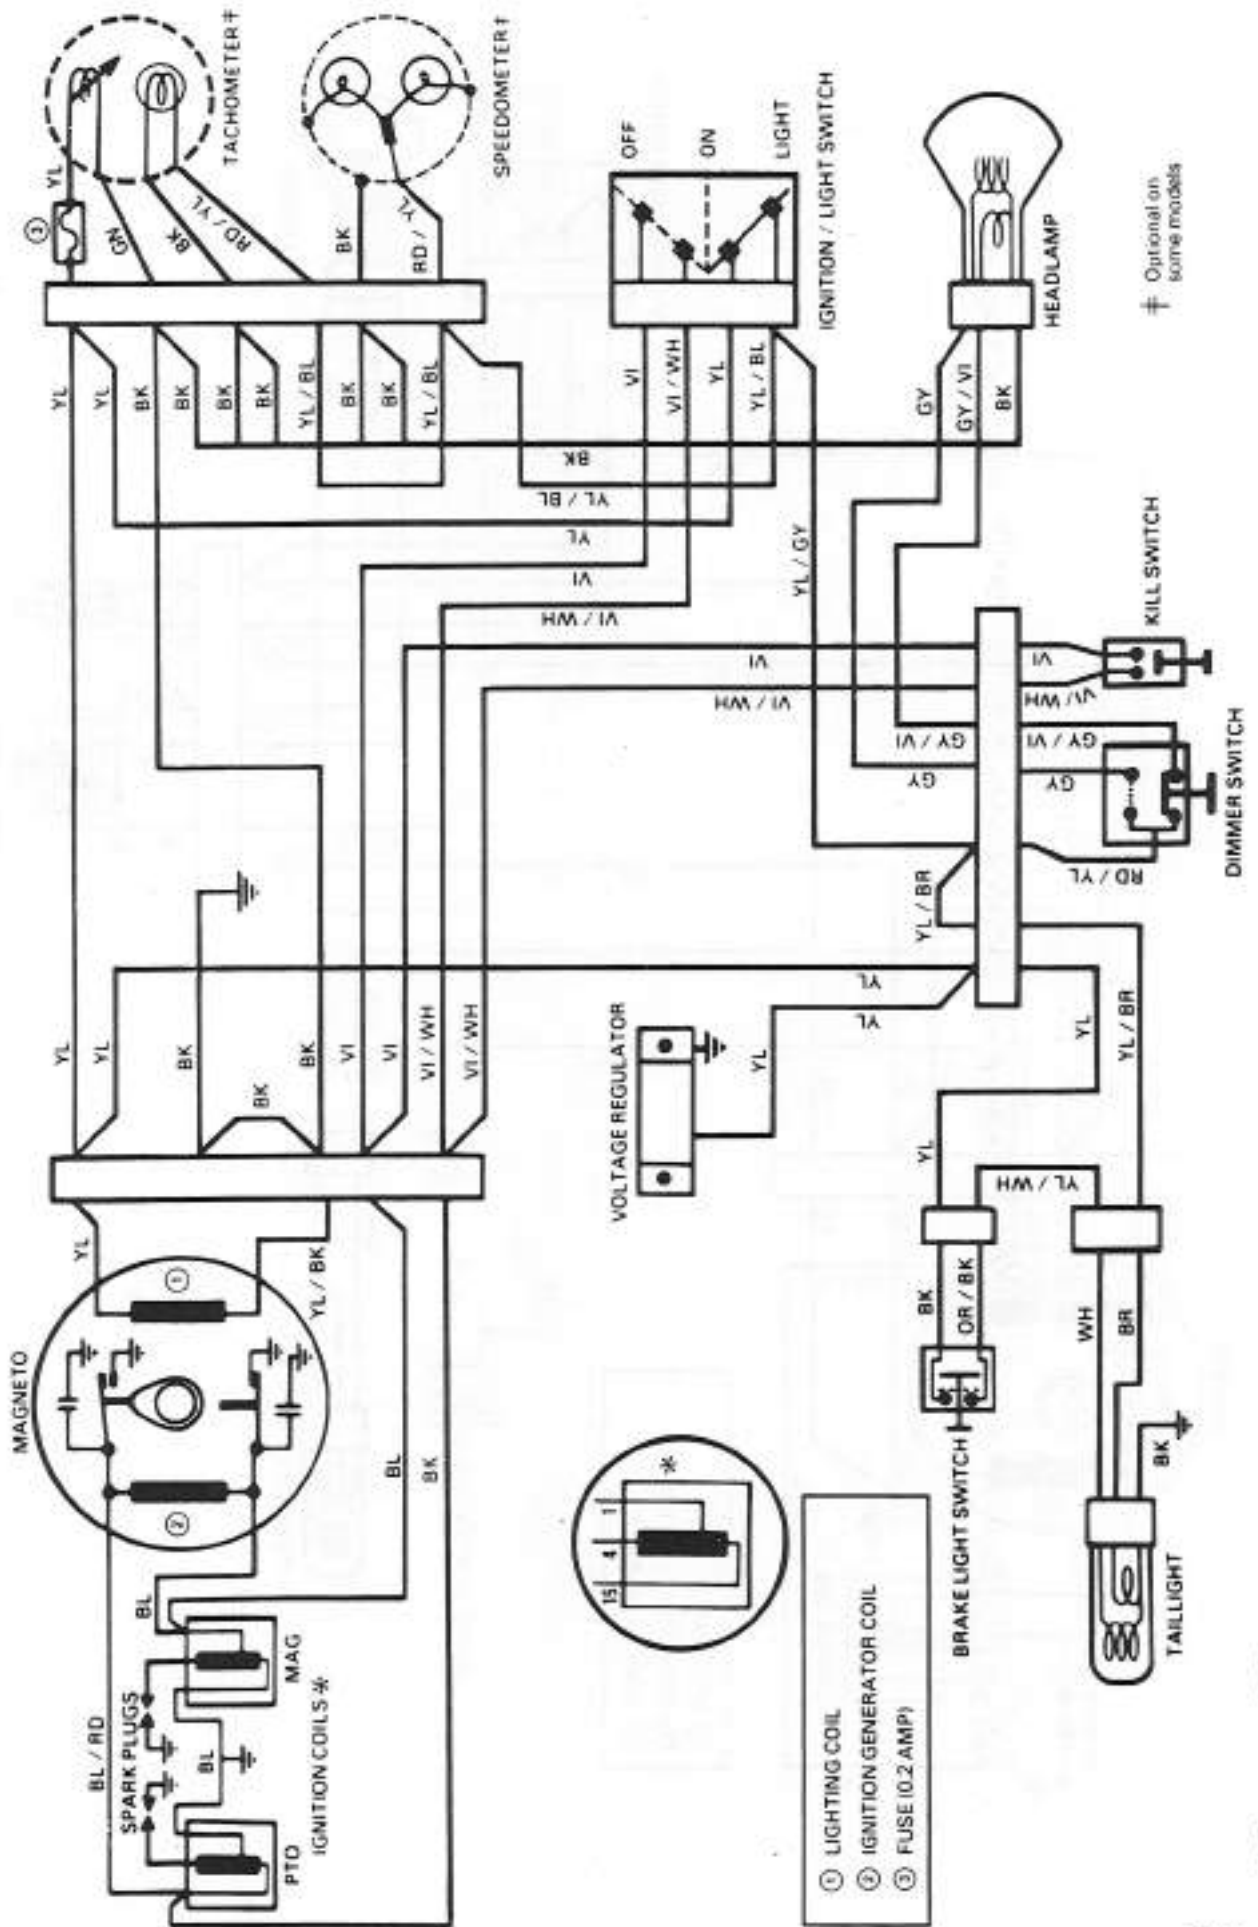 TACHOMETER ‡
SPEEDOMETER ‡
③
YL
GN
BK
RD / YL
BK
RD / YL
OFF
ON
LIGHT
IGNITION / LIGHT SWITCH
HEADLAMP
‡ Optional on
some models
YL
YL
BK
BK
BK
BK
YL / BL
BK
BK
YL / BL
VI
VI / WH
YL
YL / BL
GY
GY / VI
BK
BK
YL / BL
YL
VI
VI / WH
YL / GY
VI
VI / WH
GY / VI
GY
VI
VI / WH
GY / VI
GY
RD / YL
KILL SWITCH
DIMMER SWITCH
YL / BR
YL
YL
YL
YL
BK
BK
BK
VI
VI
VI / WH
VI / WH
VOLTAGE REGULATOR
YL
YL
YL / BR
YL
YL / WH
MAGNETO
YL
①
YL / BK
②
BL
BK
BK
OR / BK
BRAKE LIGHT SWITCH
WH
BR
BK
TAILLIGHT
BL
BL / RD
SPARK PLUGS
BL
MAG
PTO
IGNITION COILS *
*
15
4
1
① LIGHTING COIL
② IGNITION GENERATOR COIL
③ FUSE (0.2 AMP)